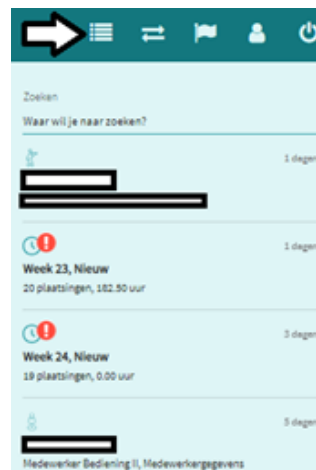 Zoeken
Waar wil je naar zoeken?
1 dagen
1 dagen
Week 23, Nieuw
20 plaatsingen, 182.50 uur
3 dagen
Week 24, Nieuw
19 plaatsingen, 0.00 uur
5 dagen
Medewerker Bediening II, Medewerkergegevens